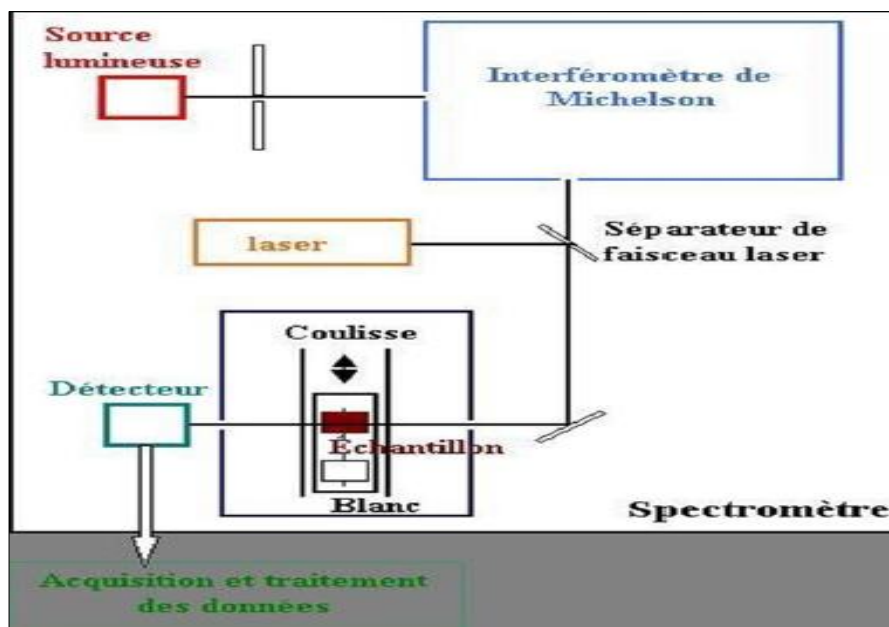 Source
lumineuse
Interféromètre de
Michelson
laser
Séparateur de
faisceau laser
Coulisse
Détecteur
Echantillon
Blanc
Spectromètre
Acquisition et traitement
des données